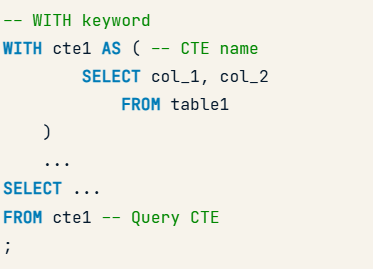 -- WITH keyword
WITH cte1 AS ( -- CTE name
        SELECT col_1, col_2
            FROM table1
    )
    ...
SELECT ...
FROM cte1 -- Query CTE
;